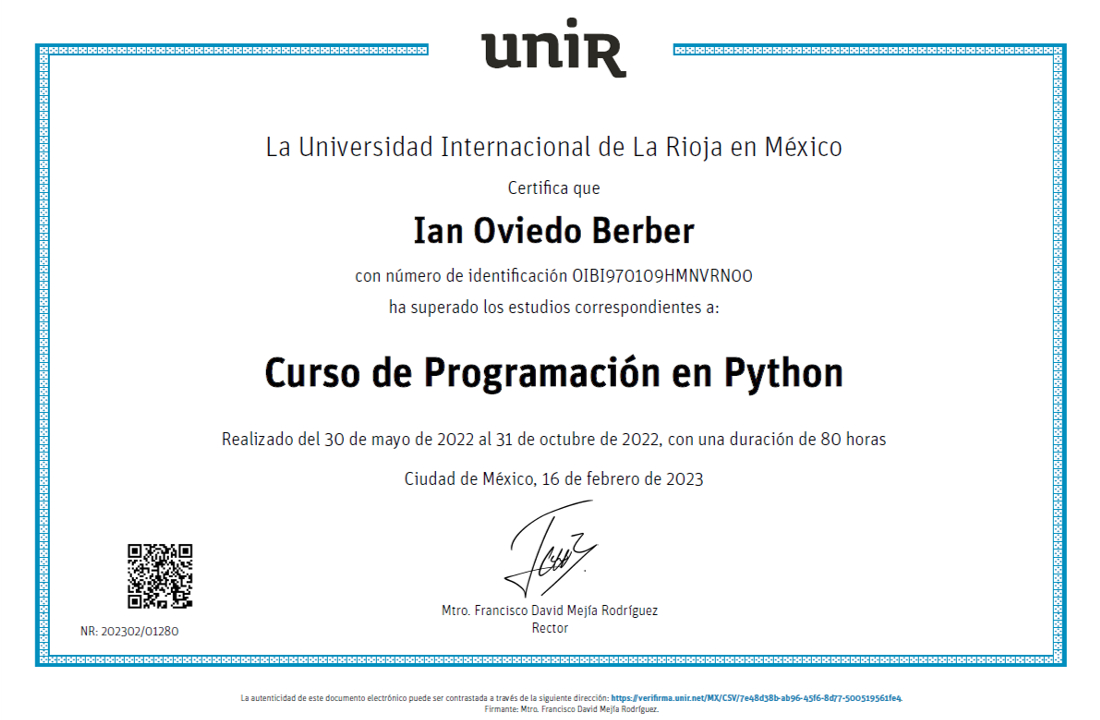 unir
La Universidad Internacional de La Rioja en México
Certifica que
Ian Oviedo Berber
con número de identificación OIBI970109HMNVRN00
ha superado los estudios correspondientes a:
Curso de Programación en Python
Realizado del 30 de mayo de 2022 al 31 de octubre de 2022, con una duración de 80 horas
Ciudad de México, 16 de febrero de 2023
Mtro. Francisco David Mejía Rodríguez
Rector
NR: 202302/01280
La autenticidad de este documento electrónico puede ser contrastada a través de la siguiente dirección: https://verifirma.unir.net/MX/CSV/7e48d38b-ab96-45f6-8d77-500519561fe4.
Firmante: Mtro. Francisco David Mejía Rodríguez.